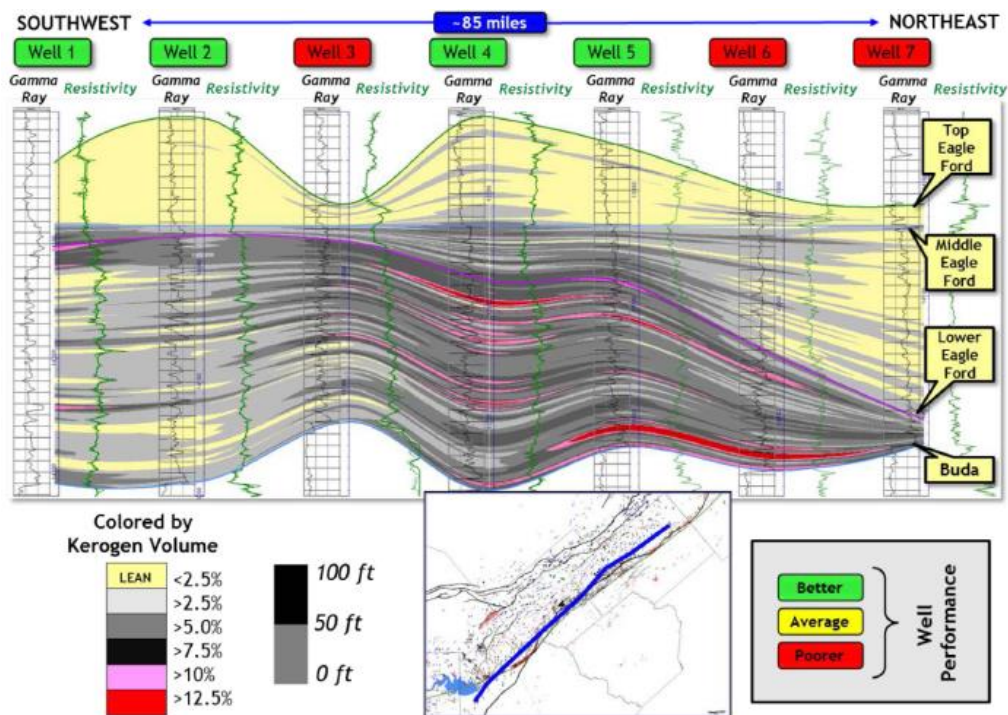 SOUTHWEST ~85 miles NORTHEAST
Well 1 Well 2 Well 3 Well 4 Well 5 Well 6 Well 7
Gamma Ray Resistivity Gamma Ray Resistivity Gamma Ray Resistivity Gamma Ray Resistivity Gamma Ray Resistivity Gamma Ray Resistivity Gamma Ray Resistivity
Top
Eagle
Ford
Middle
Eagle
Ford
Lower
Eagle
Ford
Buda
Colored by
Kerogen Volume
LEAN <2.5%
>2.5%
>5.0%
>7.5%
>10%
>12.5%
100 ft
50 ft
0 ft
Better
Average
Poorer
Well
Performance